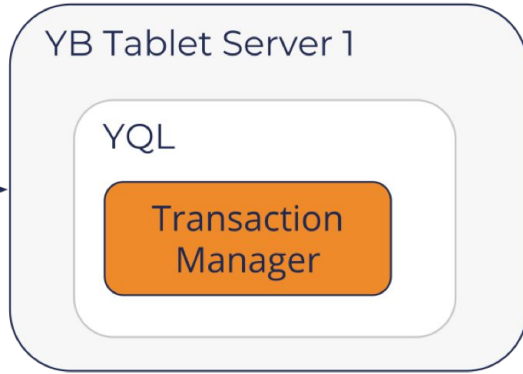 YB Tablet Server 1
YQL
Transaction
Manager